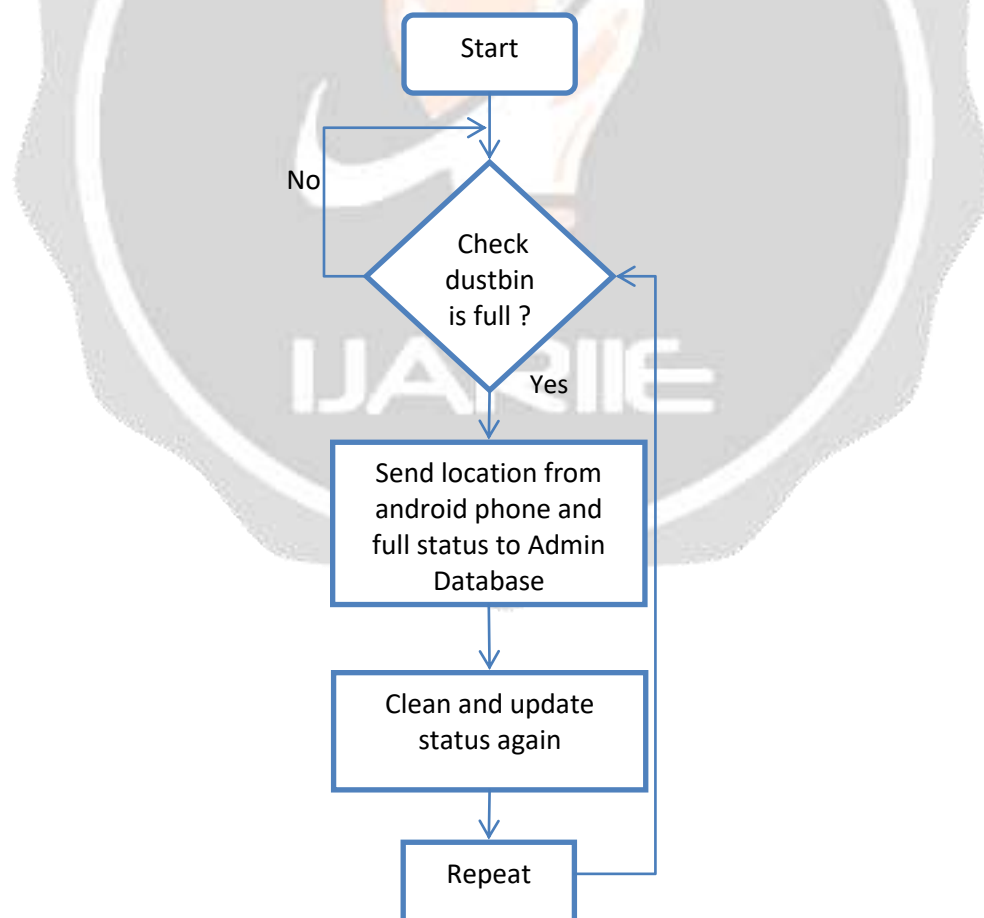 Start
No
Check
dustbin
is full ?
IJARIIE
Yes
Send location from
android phone and
full status to Admin
Database
Clean and update
status again
Repeat